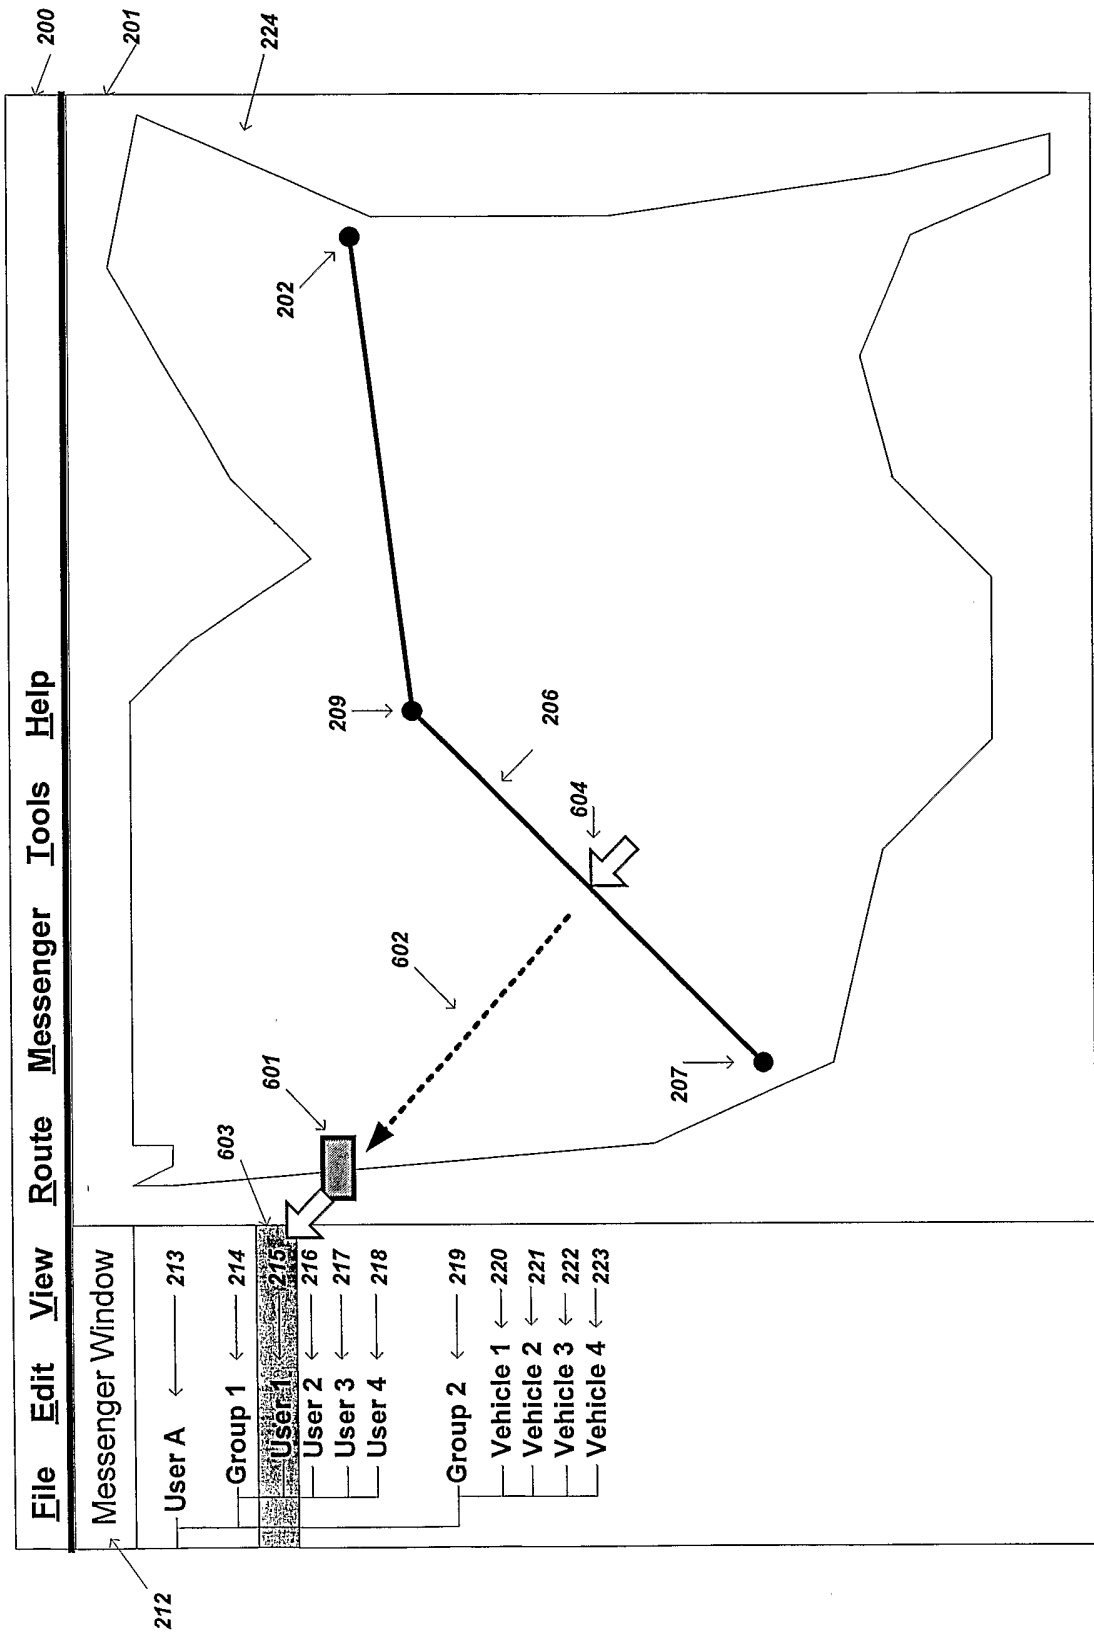 File Edit View Route Messenger Tools Help
200
201
224
Messenger Window
212
User A 213
Group 1 214
User 1 215
User 2 216
User 3 217
User 4 218
Group 2 219
Vehicle 1 220
Vehicle 2 221
Vehicle 3 222
Vehicle 4 223
603
601
602
604
206
207
209
202